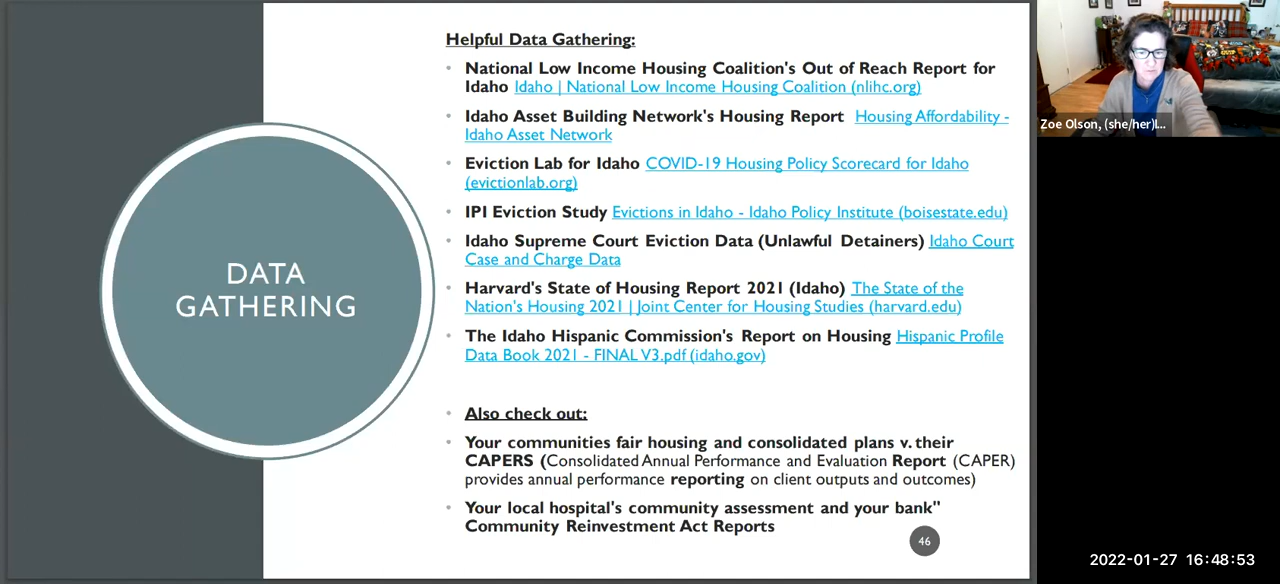 DATA
GATHERING
Helpful Data Gathering:
• National Low Income Housing Coalition's Out of Reach Report for
Idaho Idaho | National Low Income Housing Coalition (nlihc.org)
• Idaho Asset Building Network's Housing Report Housing Affordability -
Idaho Asset Network
• Eviction Lab for Idaho COVID-19 Housing Policy Scorecard for Idaho
(evictionlab.org)
• IPI Eviction Study Evictions in Idaho - Idaho Policy Institute (boisestate.edu)
• Idaho Supreme Court Eviction Data (Unlawful Detainers) Idaho Court
Case and Charge Data
• Harvard's State of Housing Report 2021 (Idaho) The State of the
Nation's Housing 2021 | Joint Center for Housing Studies (harvard.edu)
• The Idaho Hispanic Commission's Report on Housing Hispanic Profile
Data Book 2021 - FINAL V3.pdf (idaho.gov)
• Also check out:
• Your communities fair housing and consolidated plans v. their
CAPERS (Consolidated Annual Performance and Evaluation Report (CAPER)
provides annual performance reporting on client outputs and outcomes)
• Your local hospital's community assessment and your bank"
Community Reinvestment Act Reports
46
Zoe Olson, (she/her)I...
2022-01-27 16:48:53